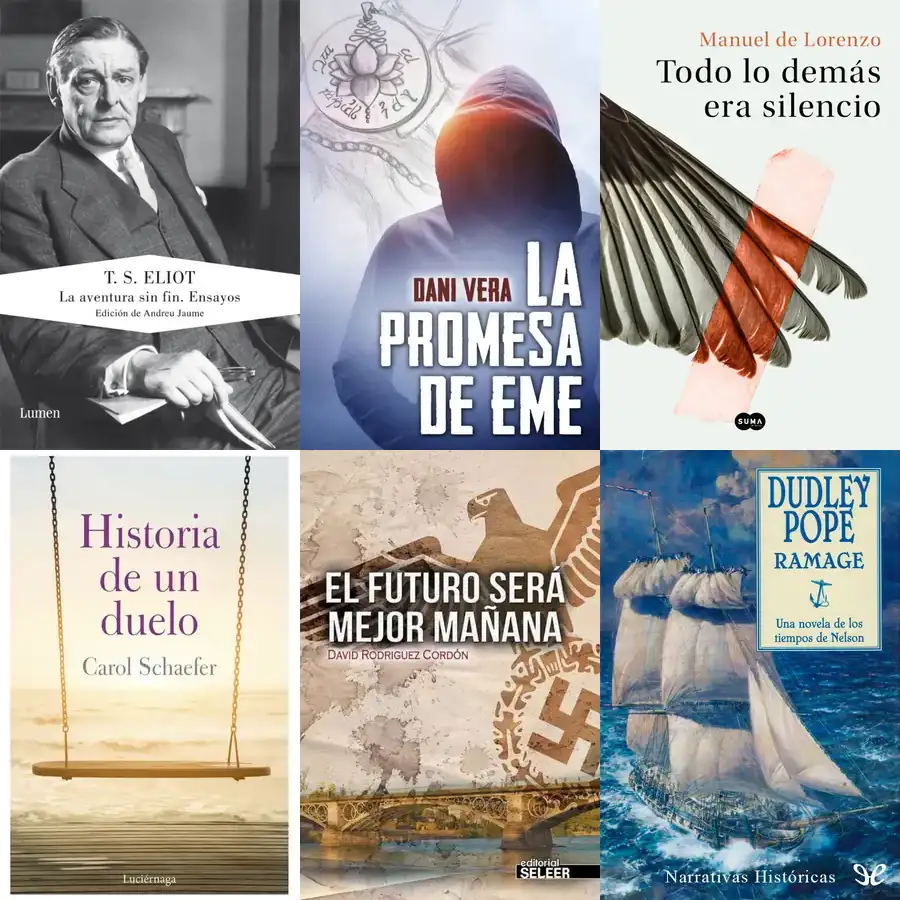 T. S. ELIOT
La aventura sin fin. Ensayos
Edición de Andreu Jaume
Lumen
DANI VERA
LA
PROMESA
DE EME
Manuel de Lorenzo
Todo lo demás
era silencio
SUMA
Historia
de un
duelo
Carol Schaefer
Luciérnaga
EL FUTURO SERÁ
MEJOR MAÑANA
DAVID RODRIGUEZ CORDÓN
editorial
SELEER
DUDLEY
POPE
RAMAGE
Una novela de los
tiempos de Nelson
Narrativas Históricas